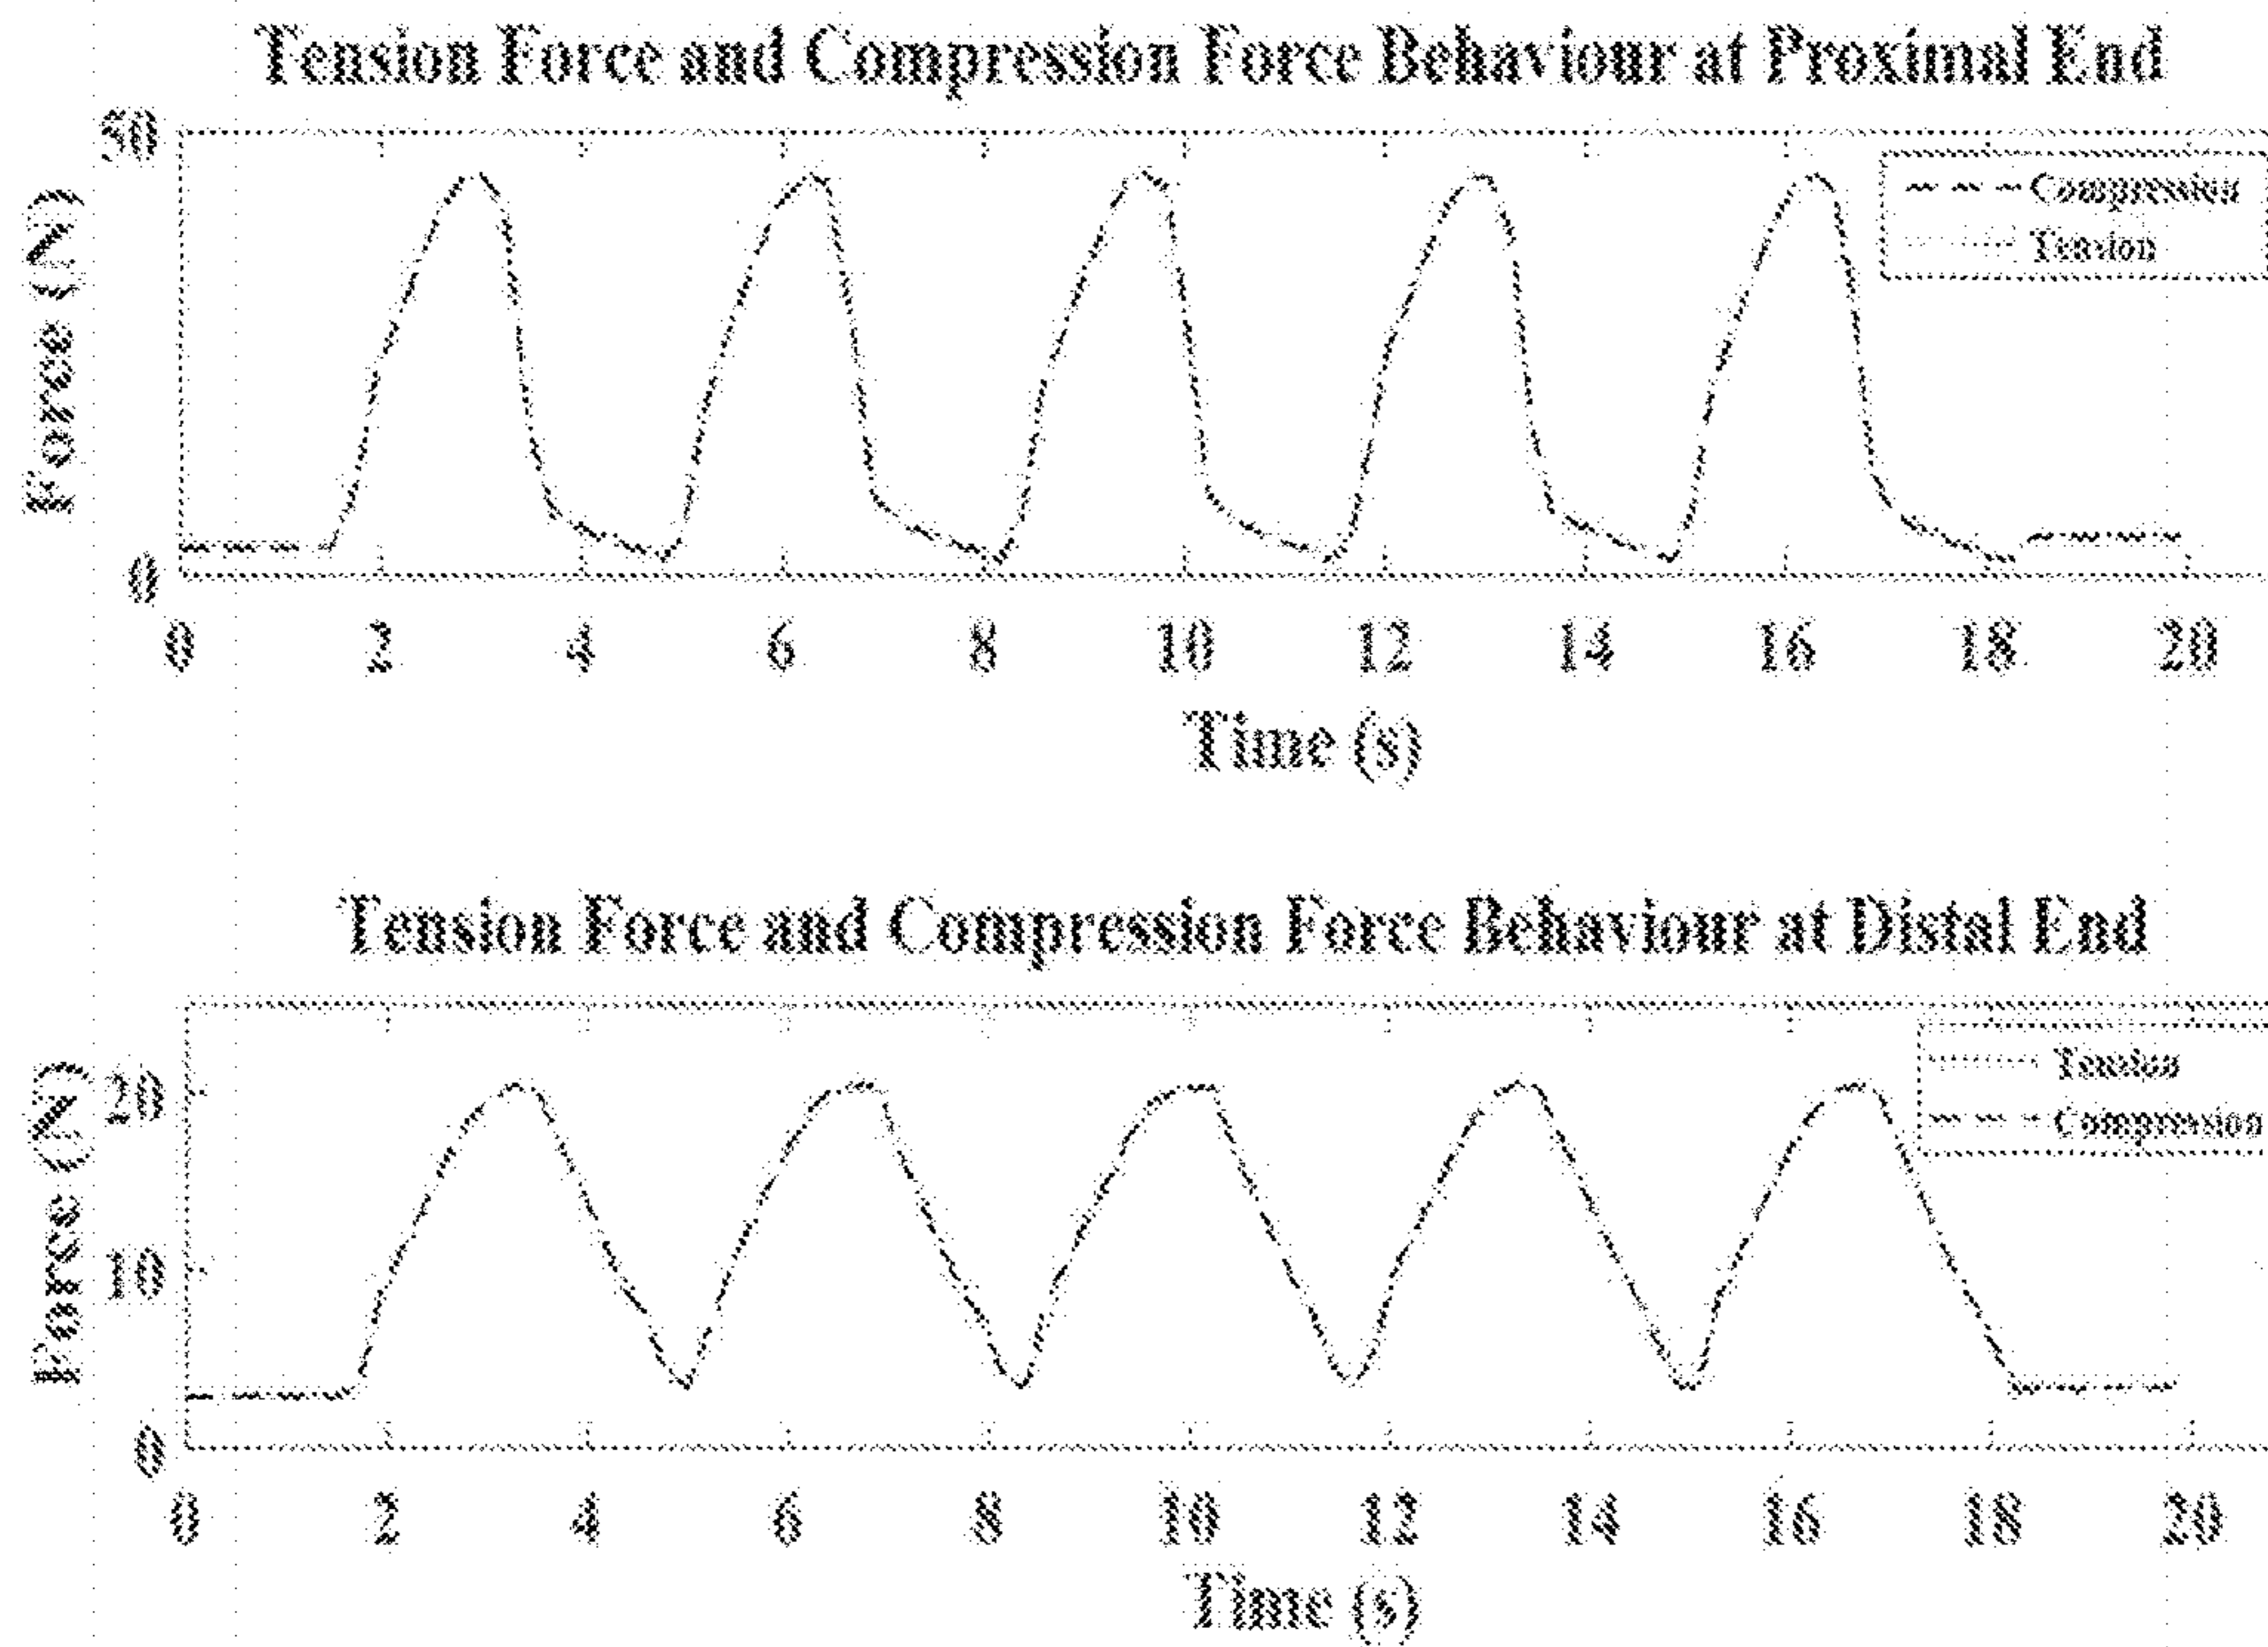 Tension Force and Compression Force Behaviour at Proximal End
50
Compression
Tension
Force (N)
0
0 2 4 6 8 10 12 14 16 18 20
Time (s)
Tension Force and Compression Force Behaviour at Distal End
Tension
20
Compression
Force (N)
10
0
0 2 4 6 8 10 12 14 16 18 20
Time (s)